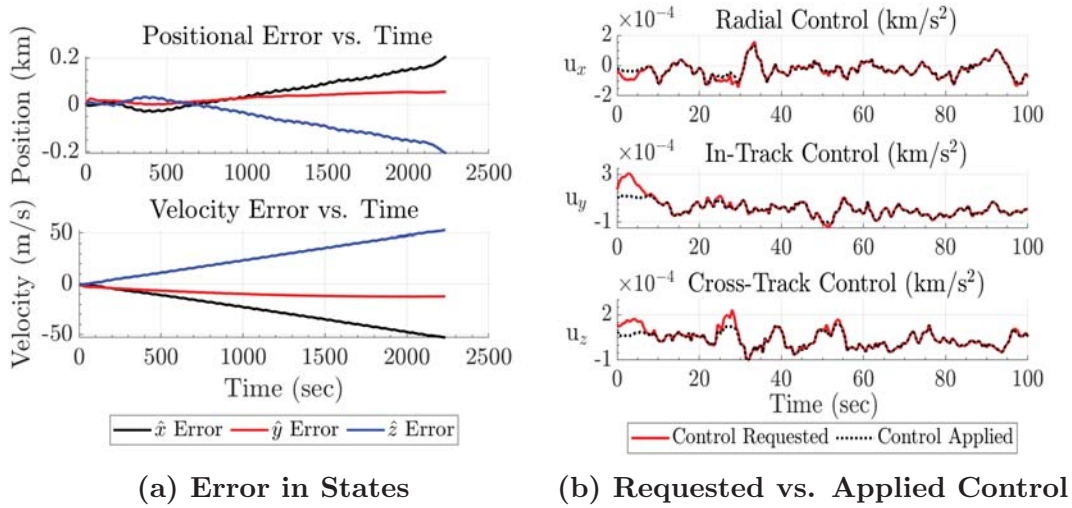 Positional Error vs. Time
Position (km)
0.2
0
-0.2
0 500 1000 1500 2000 2500
Velocity Error vs. Time
Velocity (m/s)
50
0
-50
0 500 1000 1500 2000 2500
Time (sec)
x̂ Error ŷ Error ẑ Error
(a) Error in States
×10⁻⁴ Radial Control (km/s²)
uₓ
2
0
-2
0 20 40 60 80 100
×10⁻⁴ In-Track Control (km/s²)
u_y
3
-1
0 20 40 60 80 100
×10⁻⁴ Cross-Track Control (km/s²)
u_z
2
-1
0 20 40 60 80 100
Time (sec)
Control Requested Control Applied
(b) Requested vs. Applied Control